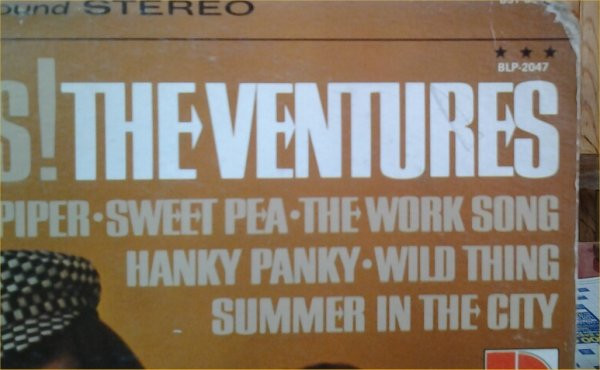 ound STEREO
★ ★ ★
BLP-2047
S! THE VENTURES
PIPER • SWEET PEA • THE WORK SONG
HANKY PANKY • WILD THING
SUMMER IN THE CITY